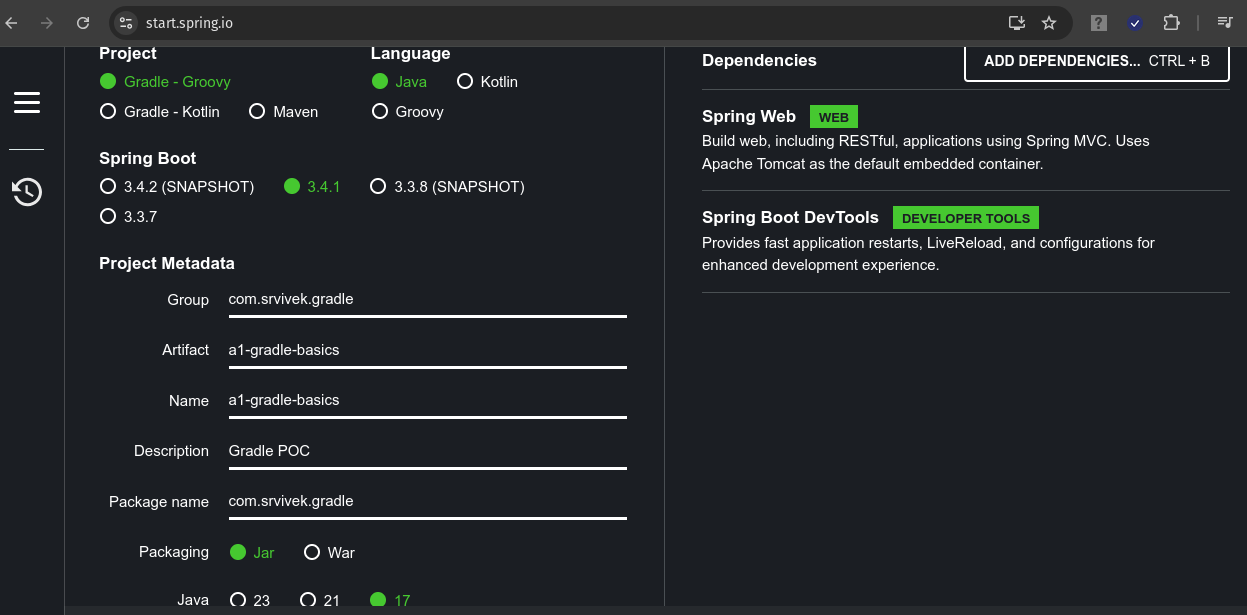 start.spring.io
Project
Gradle - Groovy
Gradle - Kotlin Maven
Language
Java Kotlin
Groovy
Spring Boot
3.4.2 (SNAPSHOT) 3.4.1 3.3.8 (SNAPSHOT)
3.3.7
Project Metadata
Group com.srvivek.gradle
Artifact a1-gradle-basics
Name a1-gradle-basics
Description Gradle POC
Package name com.srvivek.gradle
Packaging Jar War
Java 23 21 17
Dependencies ADD DEPENDENCIES... CTRL + B
Spring Web WEB
Build web, including RESTful, applications using Spring MVC. Uses
Apache Tomcat as the default embedded container.
Spring Boot DevTools DEVELOPER TOOLS
Provides fast application restarts, LiveReload, and configurations for
enhanced development experience.